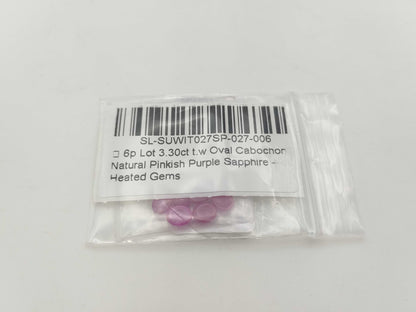 SL-SUWIT027SP-027-006
□ 6p Lot 3.30ct t.w Oval Cabochon
Natural Pinkish Purple Sapphire -
Heated Gems